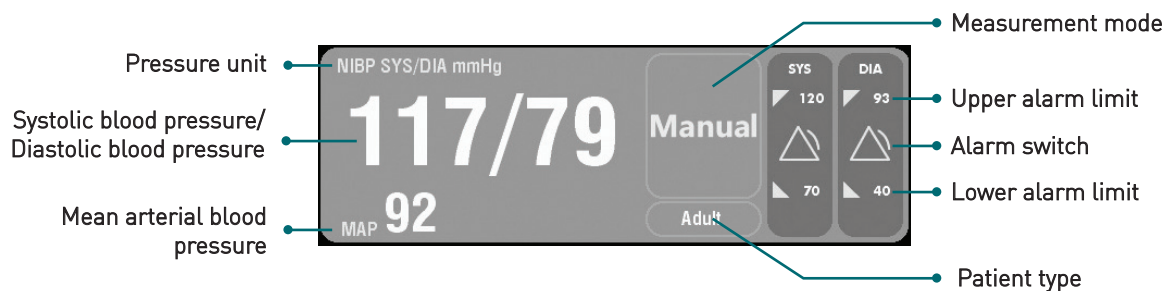 Measurement mode
Pressure unit
NIBP SYS/DIA mmHg
SYS
DIA
Systolic blood pressure/
Diastolic blood pressure
117/79
Manual
120
93
Upper alarm limit
Alarm switch
70
40
Lower alarm limit
Mean arterial blood
pressure
MAP 92
Adult
Patient type